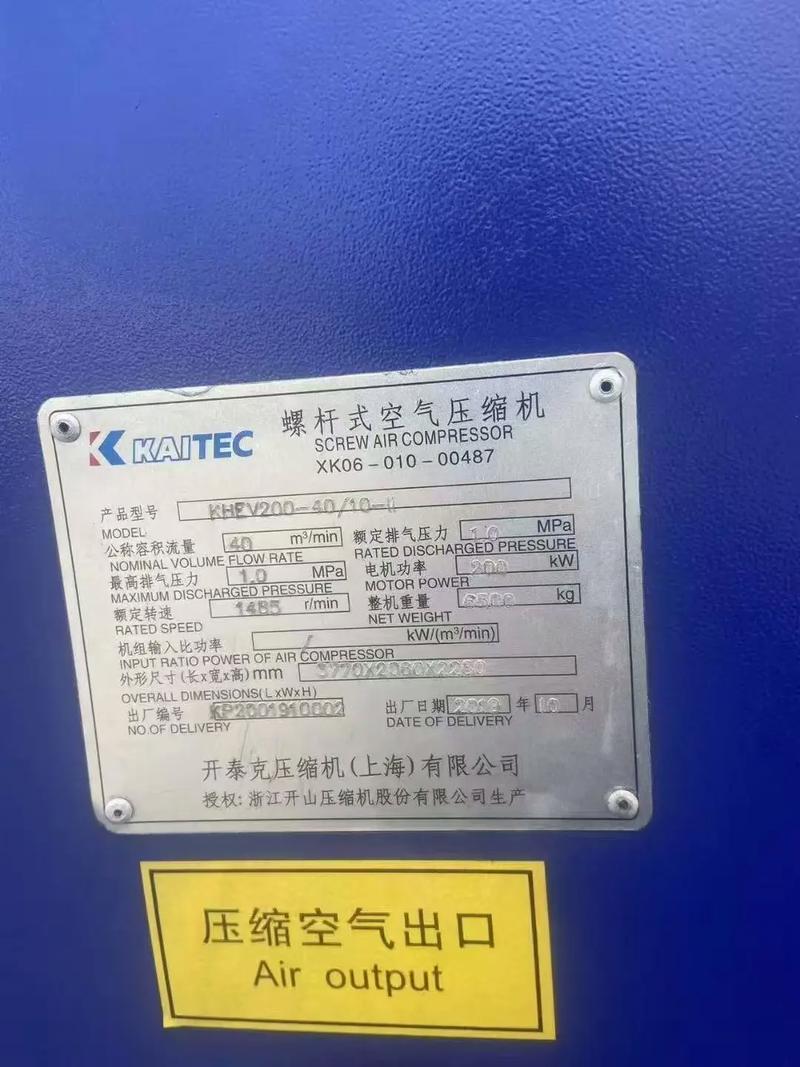 KAITEC
螺杆式空气压缩机
SCREW AIR COMPRESSOR
XK06-010-00487
产品型号 KHEV200-40/10-II
MODEL
公称容积流量 40 m³/min 额定排气压力 1.0 MPa
NOMINAL VOLUME FLOW RATE RATED DISCHARGED PRESSURE
最高排气压力 1.0 MPa 电机功率 200 kW
MAXIMUM DISCHARGED PRESSURE MOTOR POWER
额定转速 1485 r/min 整机重量 kg
RATED SPEED NET WEIGHT
机组输入比功率 / kW/(m³/min)
INPUT RATIO POWER OF AIR COMPRESSOR
外形尺寸(长x宽x高)mm
OVERALL DIMENSIONS(LxWxH)
出厂编号 KP2001910002 出厂日期 2019 年 10 月
NO.OF DELIVERY DATE OF DELIVERY
开泰克压缩机(上海)有限公司
授权:浙江开山压缩机股份有限公司生产
压缩空气出口
Air output